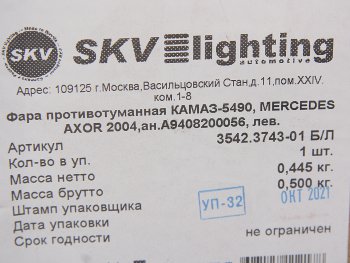 SKV
SKV lighting
automotive
Адрес: 109125 г.Москва,Васильцовский Стан,д.11,пом.XXIV.
ком.1-8
Фара противотуманная КАМАЗ-5490, MERCEDES
AXOR 2004,ан.А9408200056, лев.
Артикул 3542.3743-01 Б/Л
Кол-во в уп. 1 шт.
Масса нетто 0,445 кг.
Масса брутто 0,500 кг.
Штамп упаковщика УП-32 ОКТ 2021
Дата упаковки
Срок годности не ограничен